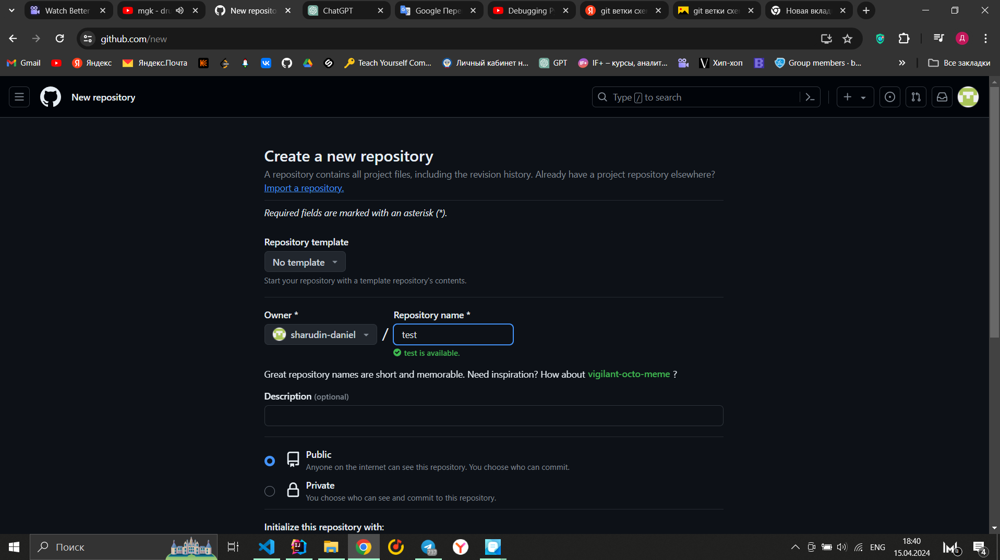 Watch Better
mgk - dru
New reposito
ChatGPT
Google Пере
Debugging P
git ветки схе
git ветки схе
Новая вклад
github.com/new
Д
Gmail
Яндекс
Яндекс.Почта
Teach Yourself Com...
Личный кабинет н...
GPT
IF+ – курсы, аналит...
Хип-хоп
Group members · b...
Все закладки
New repository
Type / to search
Create a new repository
A repository contains all project files, including the revision history. Already have a project repository elsewhere?
Import a repository.
Required fields are marked with an asterisk (*).
Repository template
No template
Start your repository with a template repository's contents.
Owner *
Repository name *
sharudin-daniel
/
test
test is available.
Great repository names are short and memorable. Need inspiration? How about vigilant-octo-meme ?
Description (optional)
Public
Anyone on the internet can see this repository. You choose who can commit.
Private
You choose who can see and commit to this repository.
Initialize this repository with:
Поиск
737
ENG
18:40
15.04.2024
4